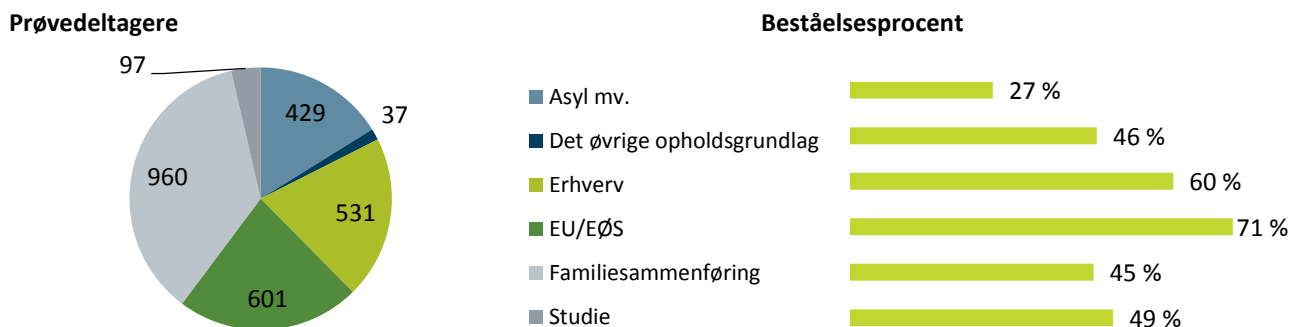 Prøvedeltagere
97
429
37
960
531
601
Beståelsesprocent
Asyl mv. 27 %
Det øvrige opholdsgrundlag 46 %
Erhverv 60 %
EU/EØS 71 %
Familiesammenføring 45 %
Studie 49 %